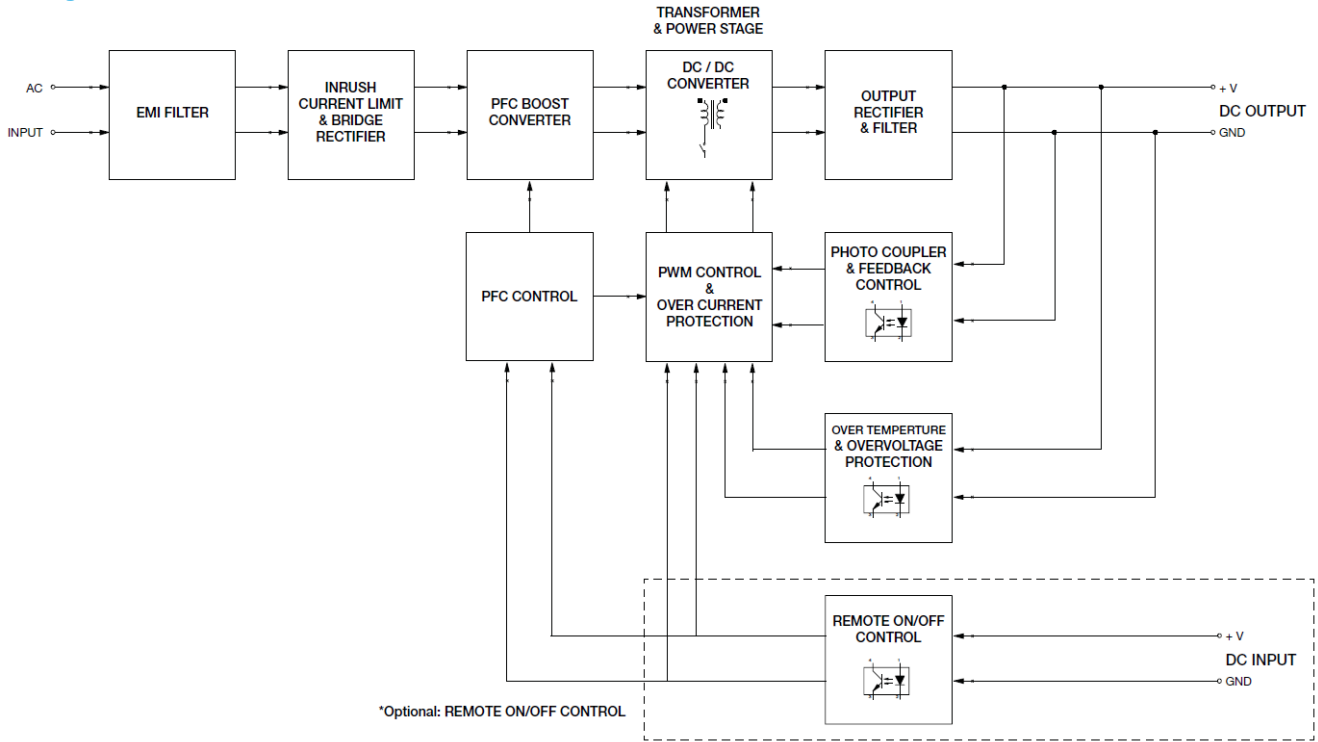 TRANSFORMER
& POWER STAGE
AC
INPUT
EMI FILTER
INRUSH
CURRENT LIMIT
& BRIDGE
RECTIFIER
PFC BOOST
CONVERTER
DC / DC
CONVERTER
OUTPUT
RECTIFIER
& FILTER
+ V
DC OUTPUT
GND
PFC CONTROL
PWM CONTROL
&
OVER CURRENT
PROTECTION
PHOTO COUPLER
& FEEDBACK
CONTROL
OVER TEMPERTURE
& OVERVOLTAGE
PROTECTION
REMOTE ON/OFF
CONTROL
+ V
DC INPUT
GND
*Optional: REMOTE ON/OFF CONTROL